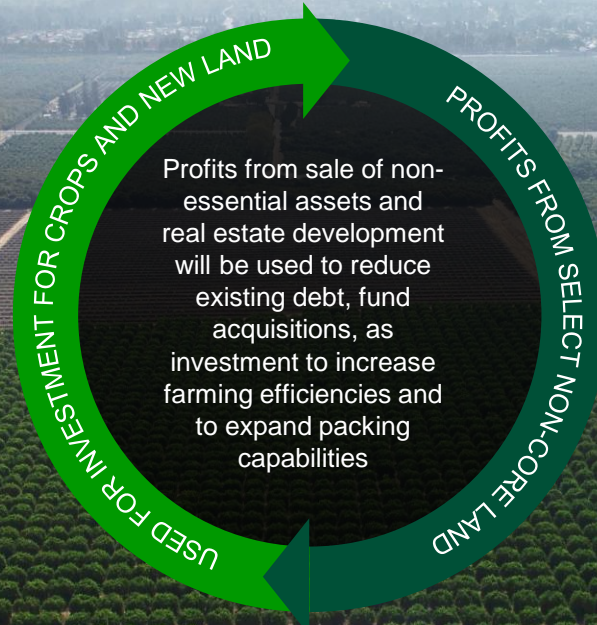 USED FOR INVESTMENT FOR CROPS AND NEW LAND
PROFITS FROM SELECT NON-CORE LAND
Profits from sale of non-
essential assets and
real estate development
will be used to reduce
existing debt, fund
acquisitions, as
investment to increase
farming efficiencies and
to expand packing
capabilities